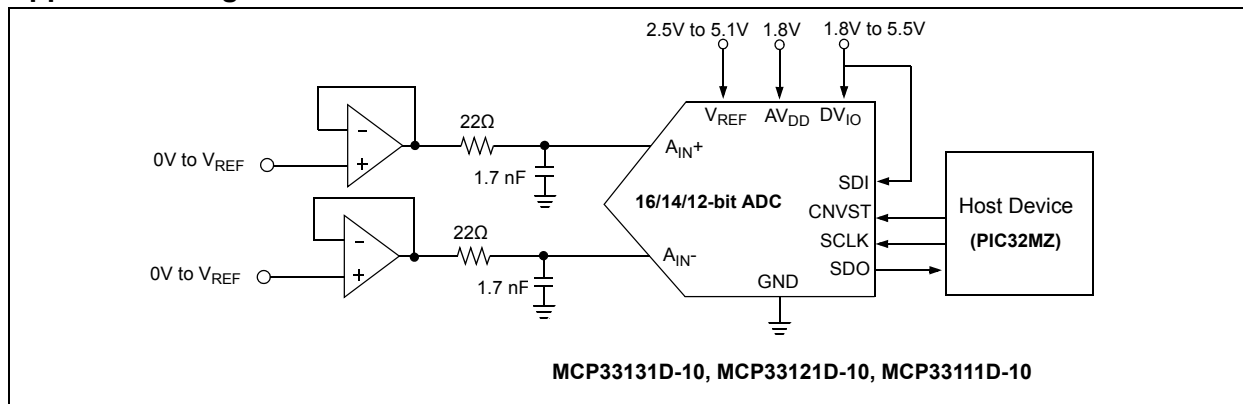 2.5V to 5.1V 1.8V 1.8V to 5.5V
VREF AVDD DVIO
22Ω
0V to VREF
-
+
1.7 nF
AIN+
16/14/12-bit ADC
SDI
CNVST
SCLK
SDO
Host Device
(PIC32MZ)
22Ω
0V to VREF
-
+
1.7 nF
AIN-
GND
MCP33131D-10, MCP33121D-10, MCP33111D-10